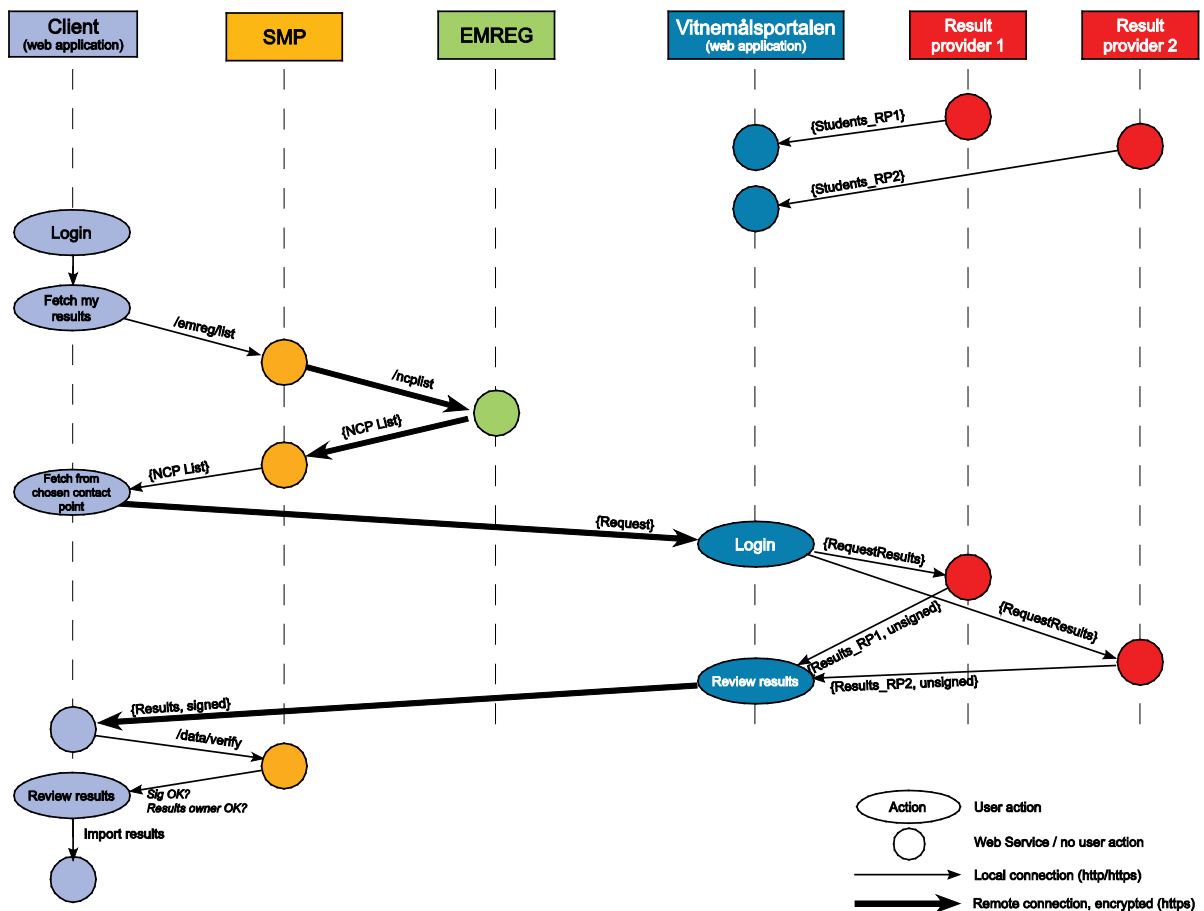 Client
(web application)
SMP
EMREG
Vitnemålsportalen
(web application)
Result
provider 1
Result
provider 2
{Students_RP1}
{Students_RP2}
Login
Fetch my
results
/emreg/list
/ncplist
{NCP List}
{NCP List}
Fetch from
chosen contact
point
{Request}
Login
{RequestResults}
{RequestResults}
{Results_RP1, unsigned}
Review results
{Results_RP2, unsigned}
{Results, signed}
/data/verify
Review results
Sig OK?
Results owner OK?
Import results
Action
User action
Web Service / no user action
Local connection (http/https)
Remote connection, encrypted (https)